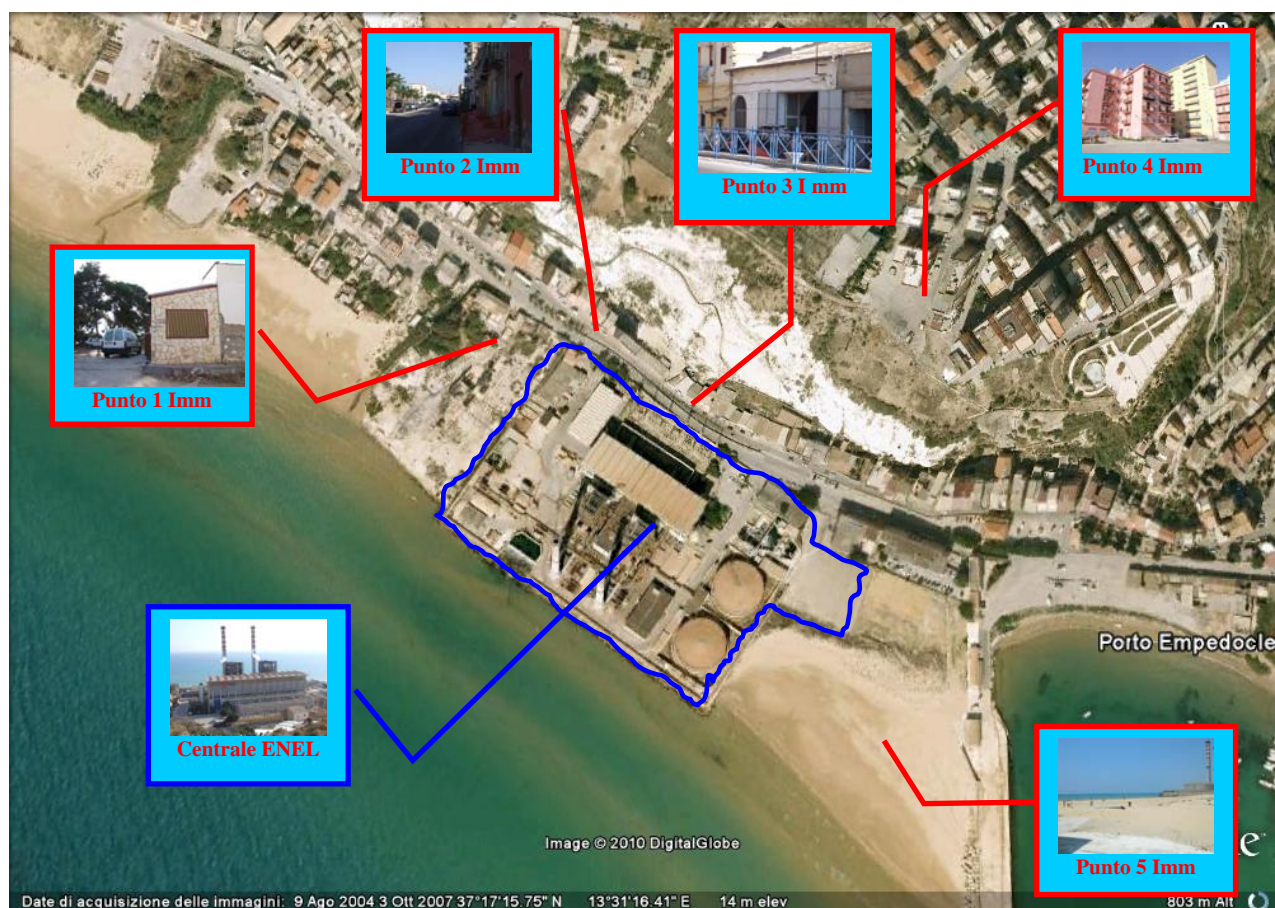 Punto 2 Imm
Punto 3 I mm
Punto 4 Imm
Punto 1 Imm
Porto Empedocle
Centrale ENEL
Image © 2010 DigitalGlobe
Punto 5 Imm
Date di acquisizione delle immagini: 9 Ago 2004 3 Ott 2007 37°17'15.75" N 13°31'16.41" E 14 m elev 803 m Alt